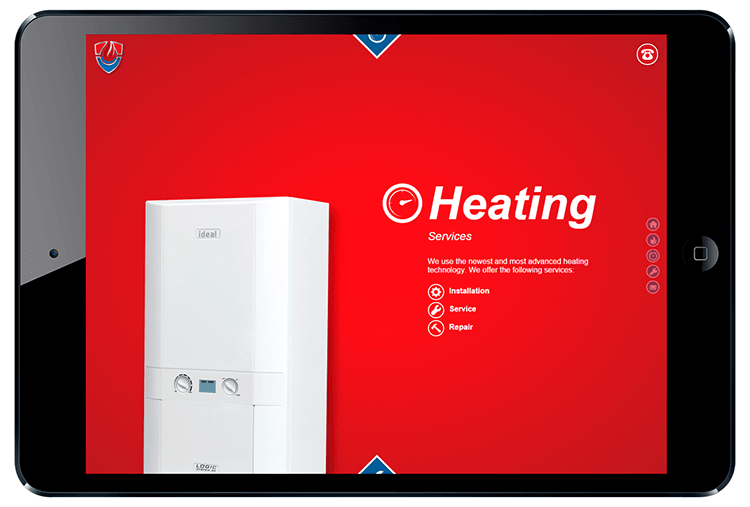 Heating
Services
ideal
We use the newest and most advanced heating
technology. We offer the following services:
Installation
Service
Repair
LOGIC